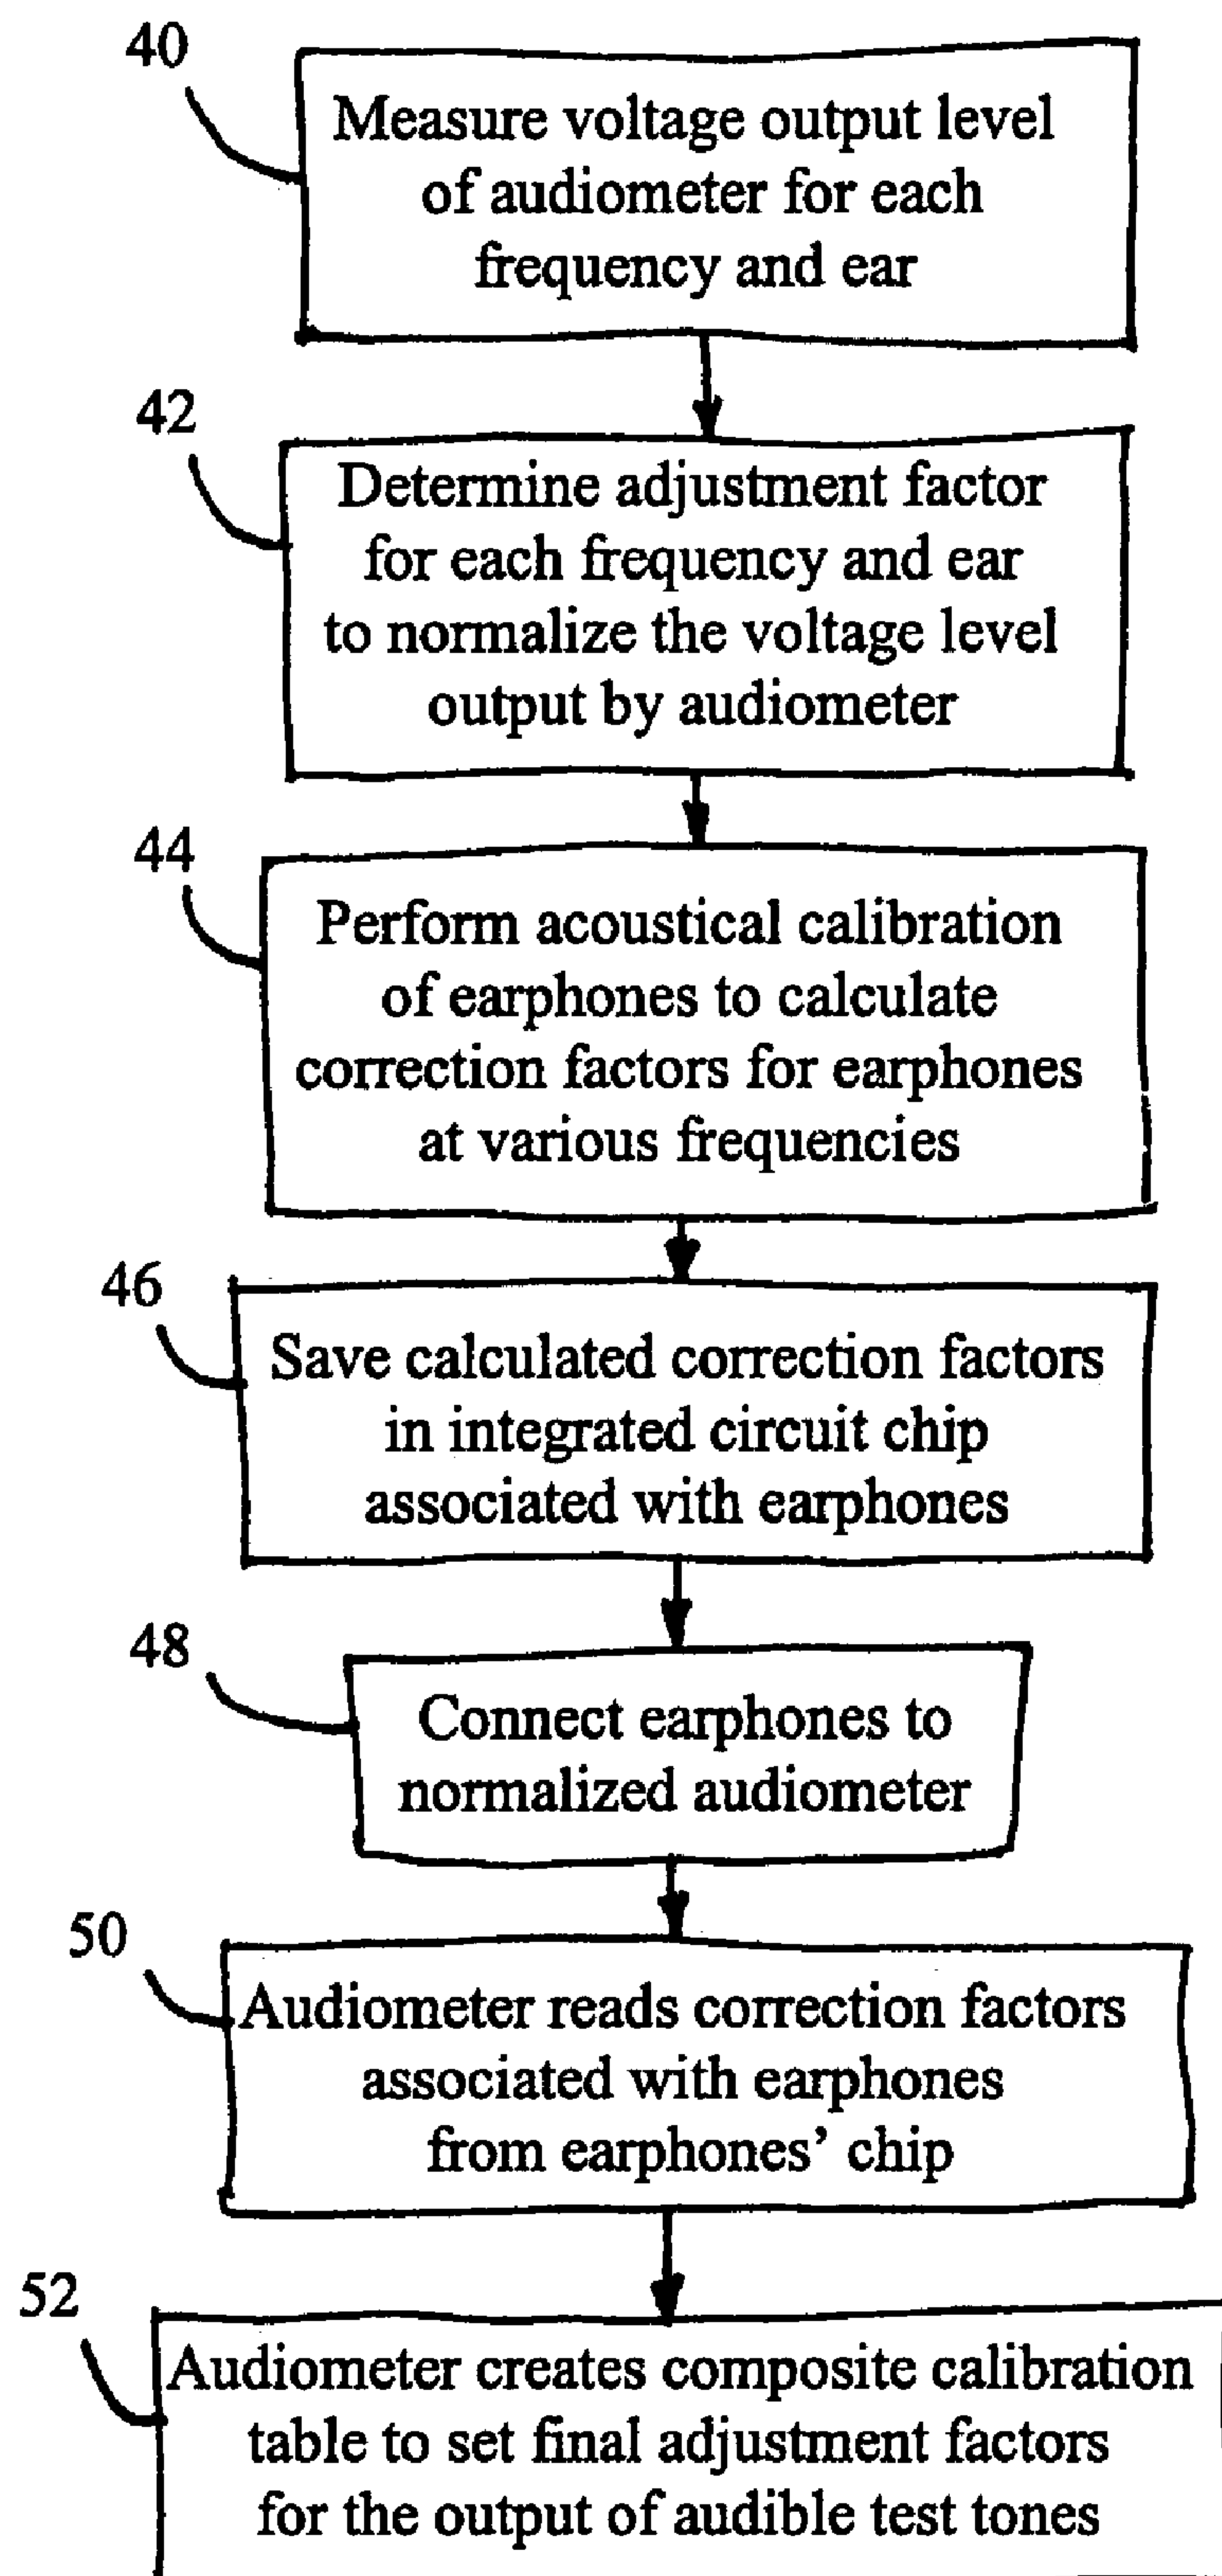 40
Measure voltage output level
of audiometer for each
frequency and ear
42
Determine adjustment factor
for each frequency and ear
to normalize the voltage level
output by audiometer
44
Perform acoustical calibration
of earphones to calculate
correction factors for earphones
at various frequencies
46
Save calculated correction factors
in integrated circuit chip
associated with earphones
48
Connect earphones to
normalized audiometer
50
Audiometer reads correction factors
associated with earphones
from earphones’ chip
52
Audiometer creates composite calibration
table to set final adjustment factors
for the output of audible test tones